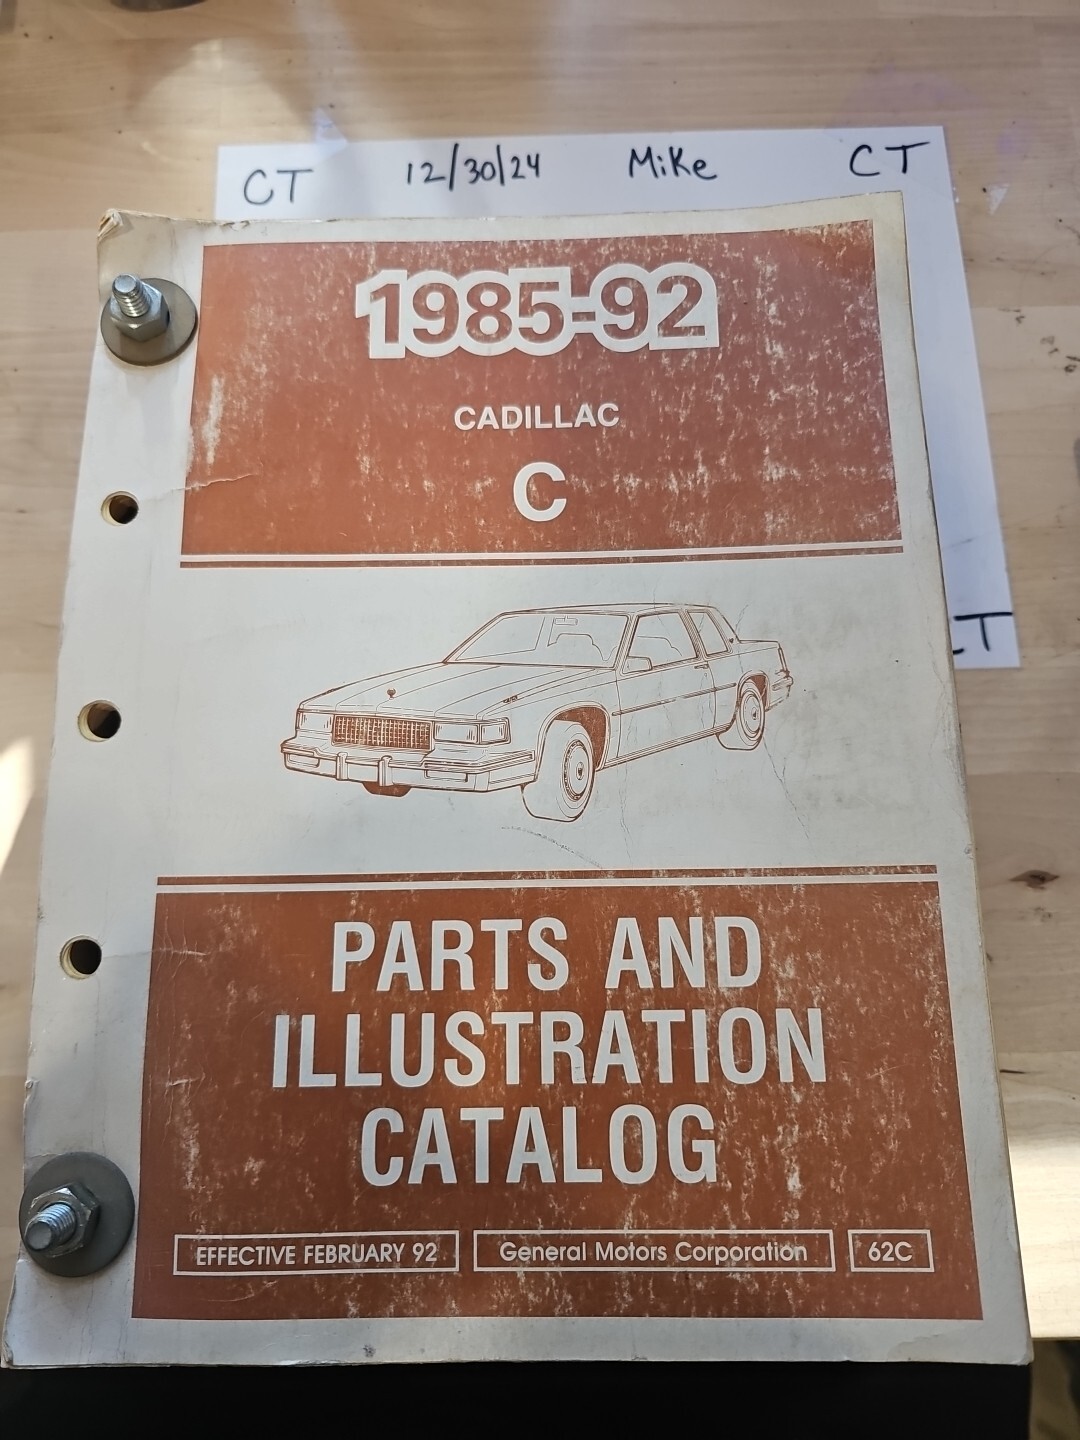 CT 12/30/24 Mike CT
1985-92
CADILLAC
C
CT
PARTS AND
ILLUSTRATION
CATALOG
EFFECTIVE FEBRUARY 92 General Motors Corporation 62C